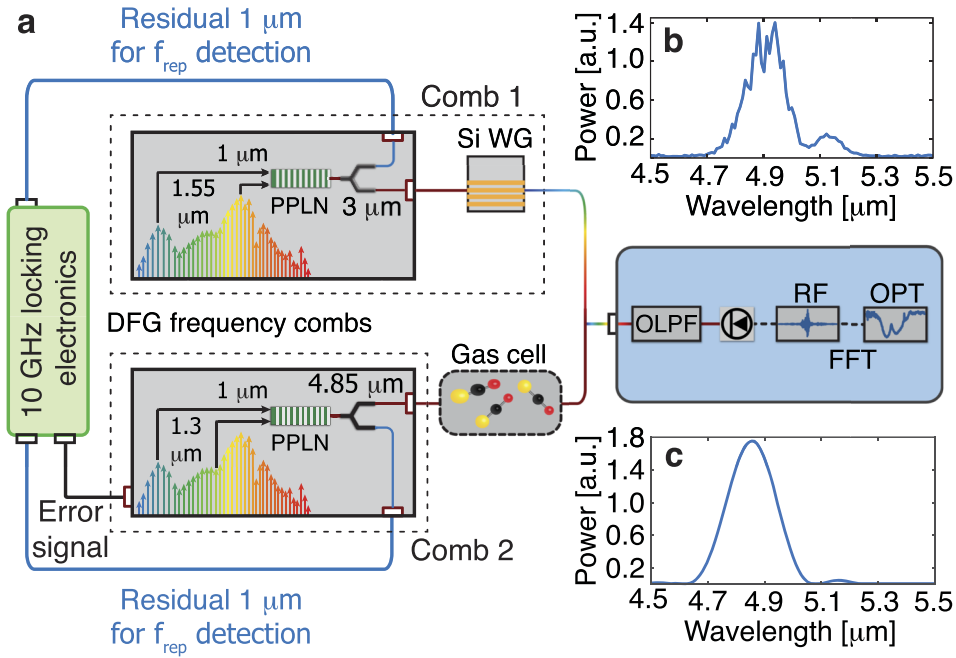 a
Residual 1 μm
for f_rep detection
Comb 1
Si WG
1 μm
1.55
μm
PPLN
3 μm
10 GHz locking
electronics
DFG frequency combs
1 μm
4.85 μm
1.3
μm
PPLN
Gas cell
Error
signal
Comb 2
Residual 1 μm
for f_rep detection
b
Power [a.u.]
1.4
1.0
0.6
0.2
4.5 4.7 4.9 5.1 5.3 5.5
Wavelength [μm]
OLPF
RF
OPT
FFT
c
Power [a.u.]
1.8
1.4
1.0
0.6
0.2
4.5 4.7 4.9 5.1 5.3 5.5
Wavelength [μm]